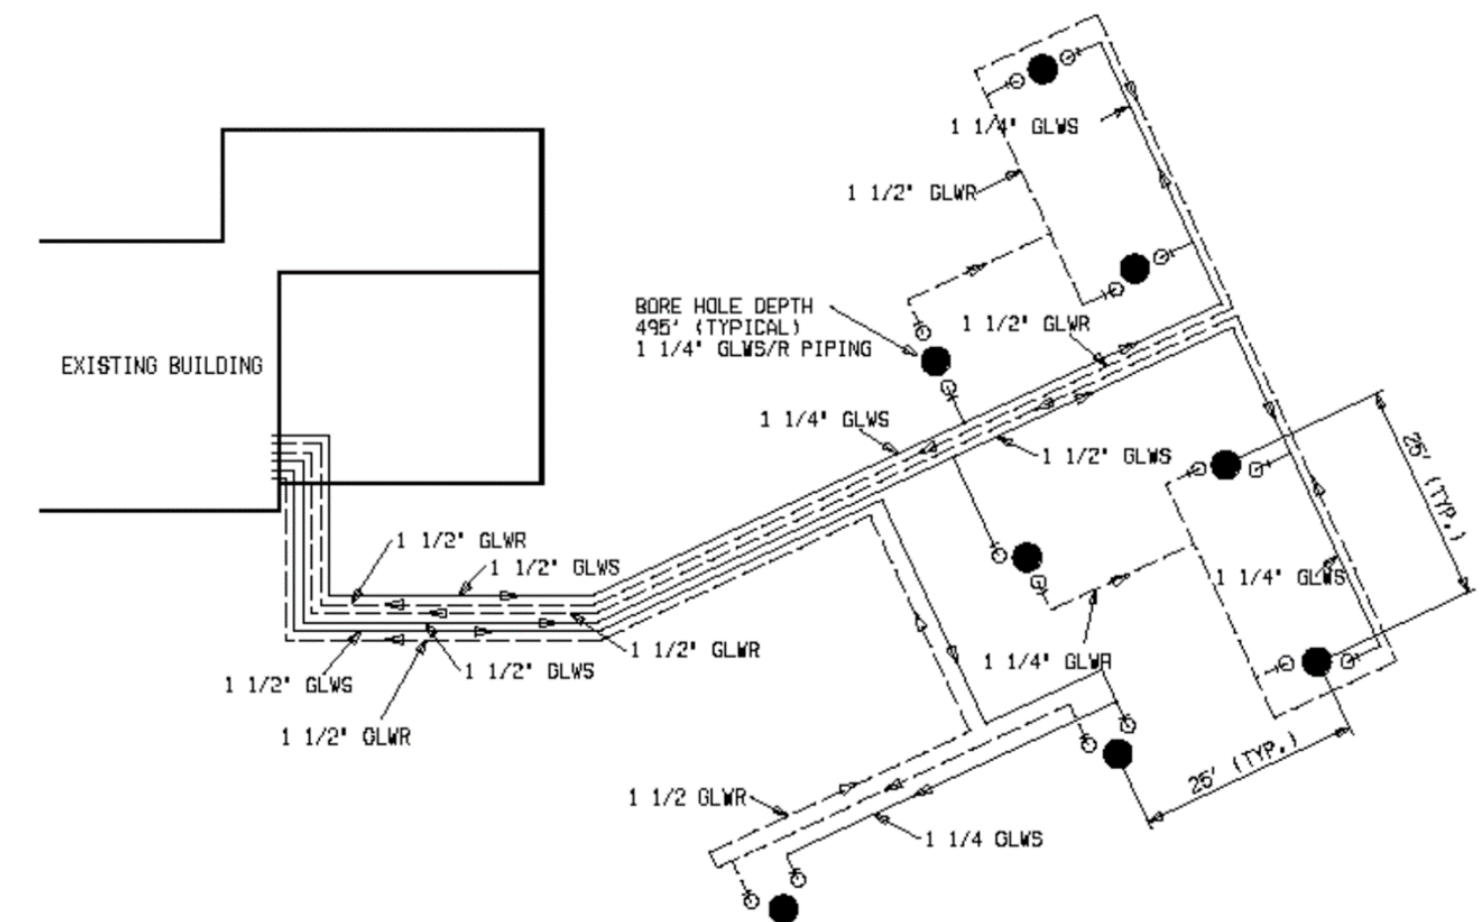 1 1/4" GLWS
1 1/2" GLWR
BORE HOLE DEPTH
495' (TYPICAL)
1 1/4" GLWS/R PIPING
1 1/2" GLWR
EXISTING BUILDING
1 1/4" GLWS
1 1/2" GLWS
25' (TYP.)
1 1/2" GLWR
1 1/2" GLWS
1 1/4" GLWS
1 1/2" GLWR
1 1/4" GLWR
1 1/2" GLWS
1 1/2" GLWS
1 1/2" GLWR
25' (TYP.)
1 1/2 GLWR
1 1/4 GLWS